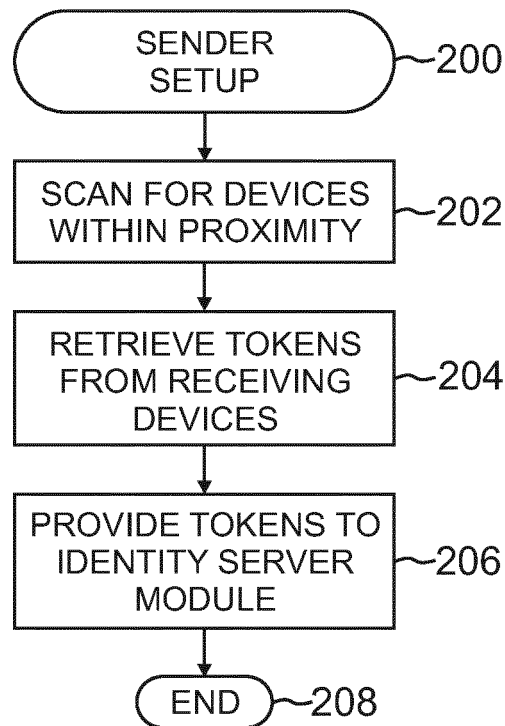 SENDER
SETUP
200
SCAN FOR DEVICES
WITHIN PROXIMITY
202
RETRIEVE TOKENS
FROM RECEIVING
DEVICES
204
PROVIDE TOKENS TO
IDENTITY SERVER
MODULE
206
END
208